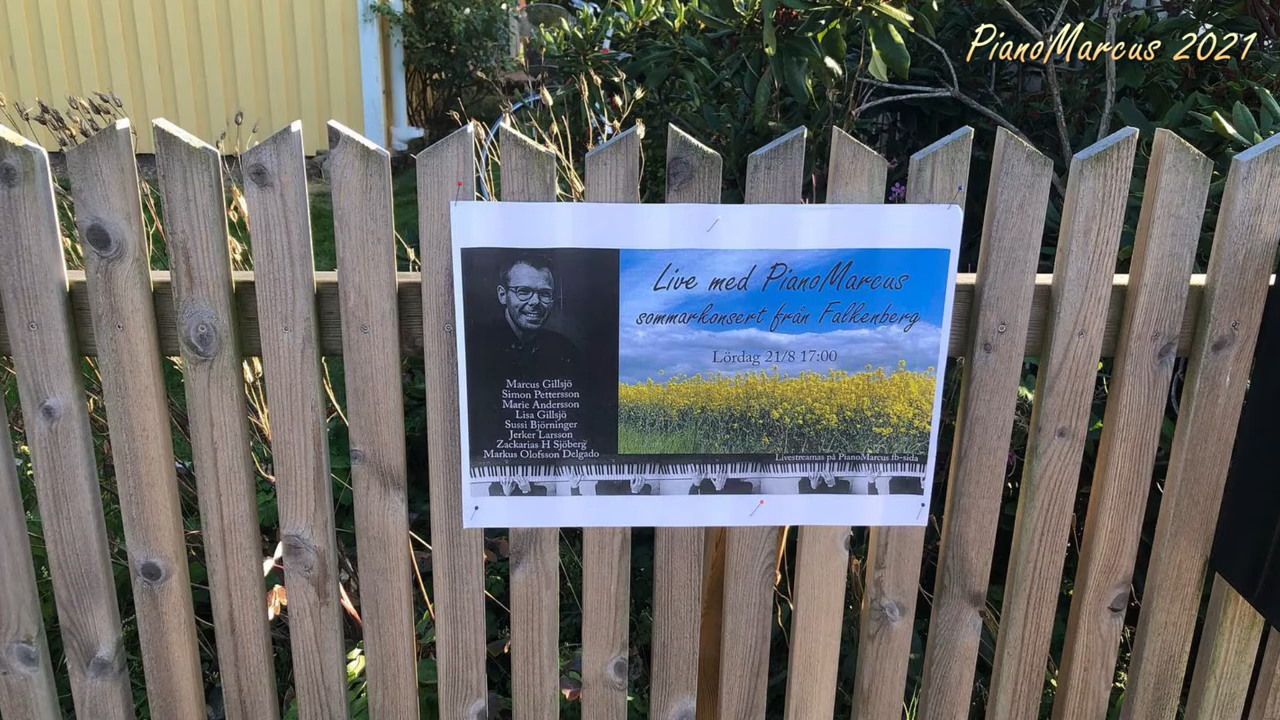 PianoMarcus 2021
Live med PianoMarcus
sommarkonsert från Falkenberg
Lördag 21/8 17:00
Marcus Gillsjö
Simon Pettersson
Marie Andersson
Lisa Gillsjö
Sussi Björninger
Jerker Larsson
Zackarias H Sjöberg
Markus Olofsson Delgado
Livestreamas på PianoMarcus fb-sida